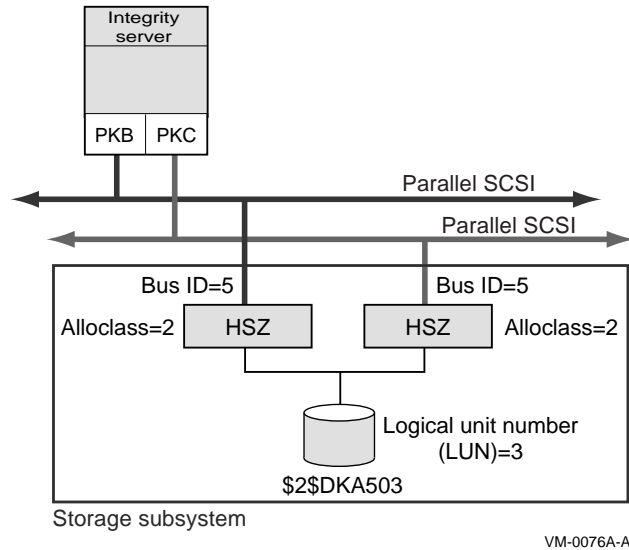 Integrity
server
PKB PKC
Parallel SCSI
Parallel SCSI
Bus ID=5 Bus ID=5
Alloclass=2 HSZ HSZ Alloclass=2
Logical unit number
(LUN)=3
$2$DKA503
Storage subsystem
VM-0076A-A